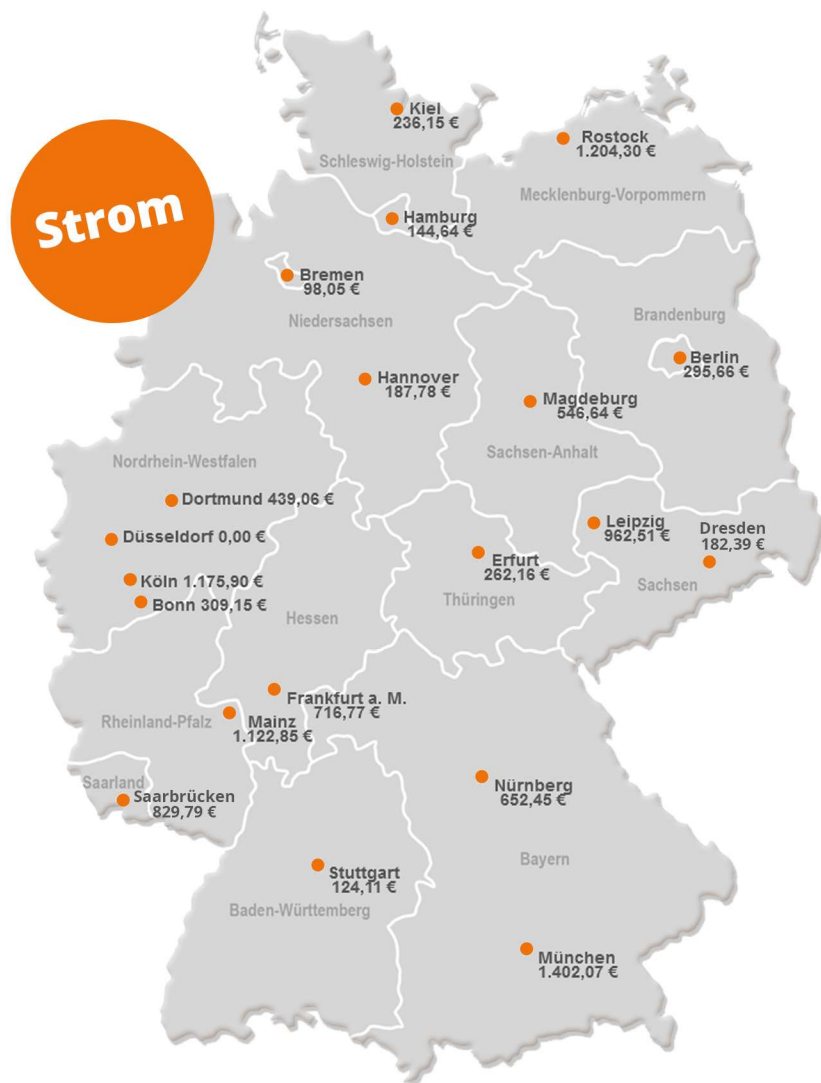 Kiel
236,15 €
Rostock
1.204,30 €
Schleswig-Holstein
Mecklenburg-Vorpommern
Strom
Hamburg
144,64 €
Bremen
98,05 €
Niedersachsen
Brandenburg
Berlin
295,66 €
Hannover
187,78 €
Magdeburg
546,64 €
Nordrhein-Westfalen
Sachsen-Anhalt
Dortmund 439,06 €
Düsseldorf 0,00 €
Köln 1.175,90 €
Bonn 309,15 €
Leipzig
962,51 €
Dresden
182,39 €
Erfurt
262,16 €
Sachsen
Thüringen
Hessen
Frankfurt a. M.
716,77 €
Rheinland-Pfalz
Mainz
1.122,85 €
Saarland
Saarbrücken
829,79 €
Nürnberg
652,45 €
Bayern
Stuttgart
124,11 €
Baden-Württemberg
München
1.402,07 €